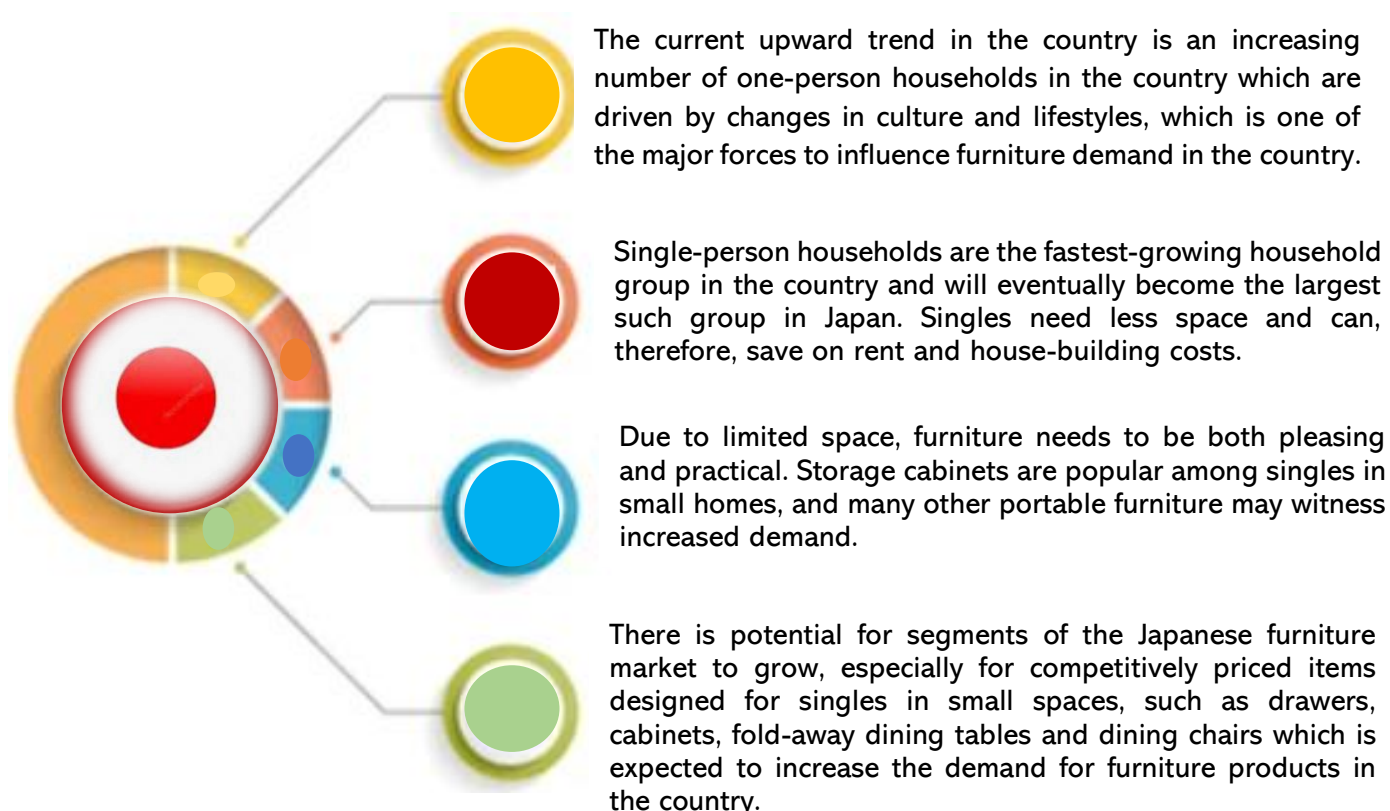 The current upward trend in the country is an increasing
number of one-person households in the country which are
driven by changes in culture and lifestyles, which is one of
the major forces to influence furniture demand in the country.
Single-person households are the fastest-growing household
group in the country and will eventually become the largest
such group in Japan. Singles need less space and can,
therefore, save on rent and house-building costs.
Due to limited space, furniture needs to be both pleasing
and practical. Storage cabinets are popular among singles in
small homes, and many other portable furniture may witness
increased demand.
There is potential for segments of the Japanese furniture
market to grow, especially for competitively priced items
designed for singles in small spaces, such as drawers,
cabinets, fold-away dining tables and dining chairs which is
expected to increase the demand for furniture products in
the country.